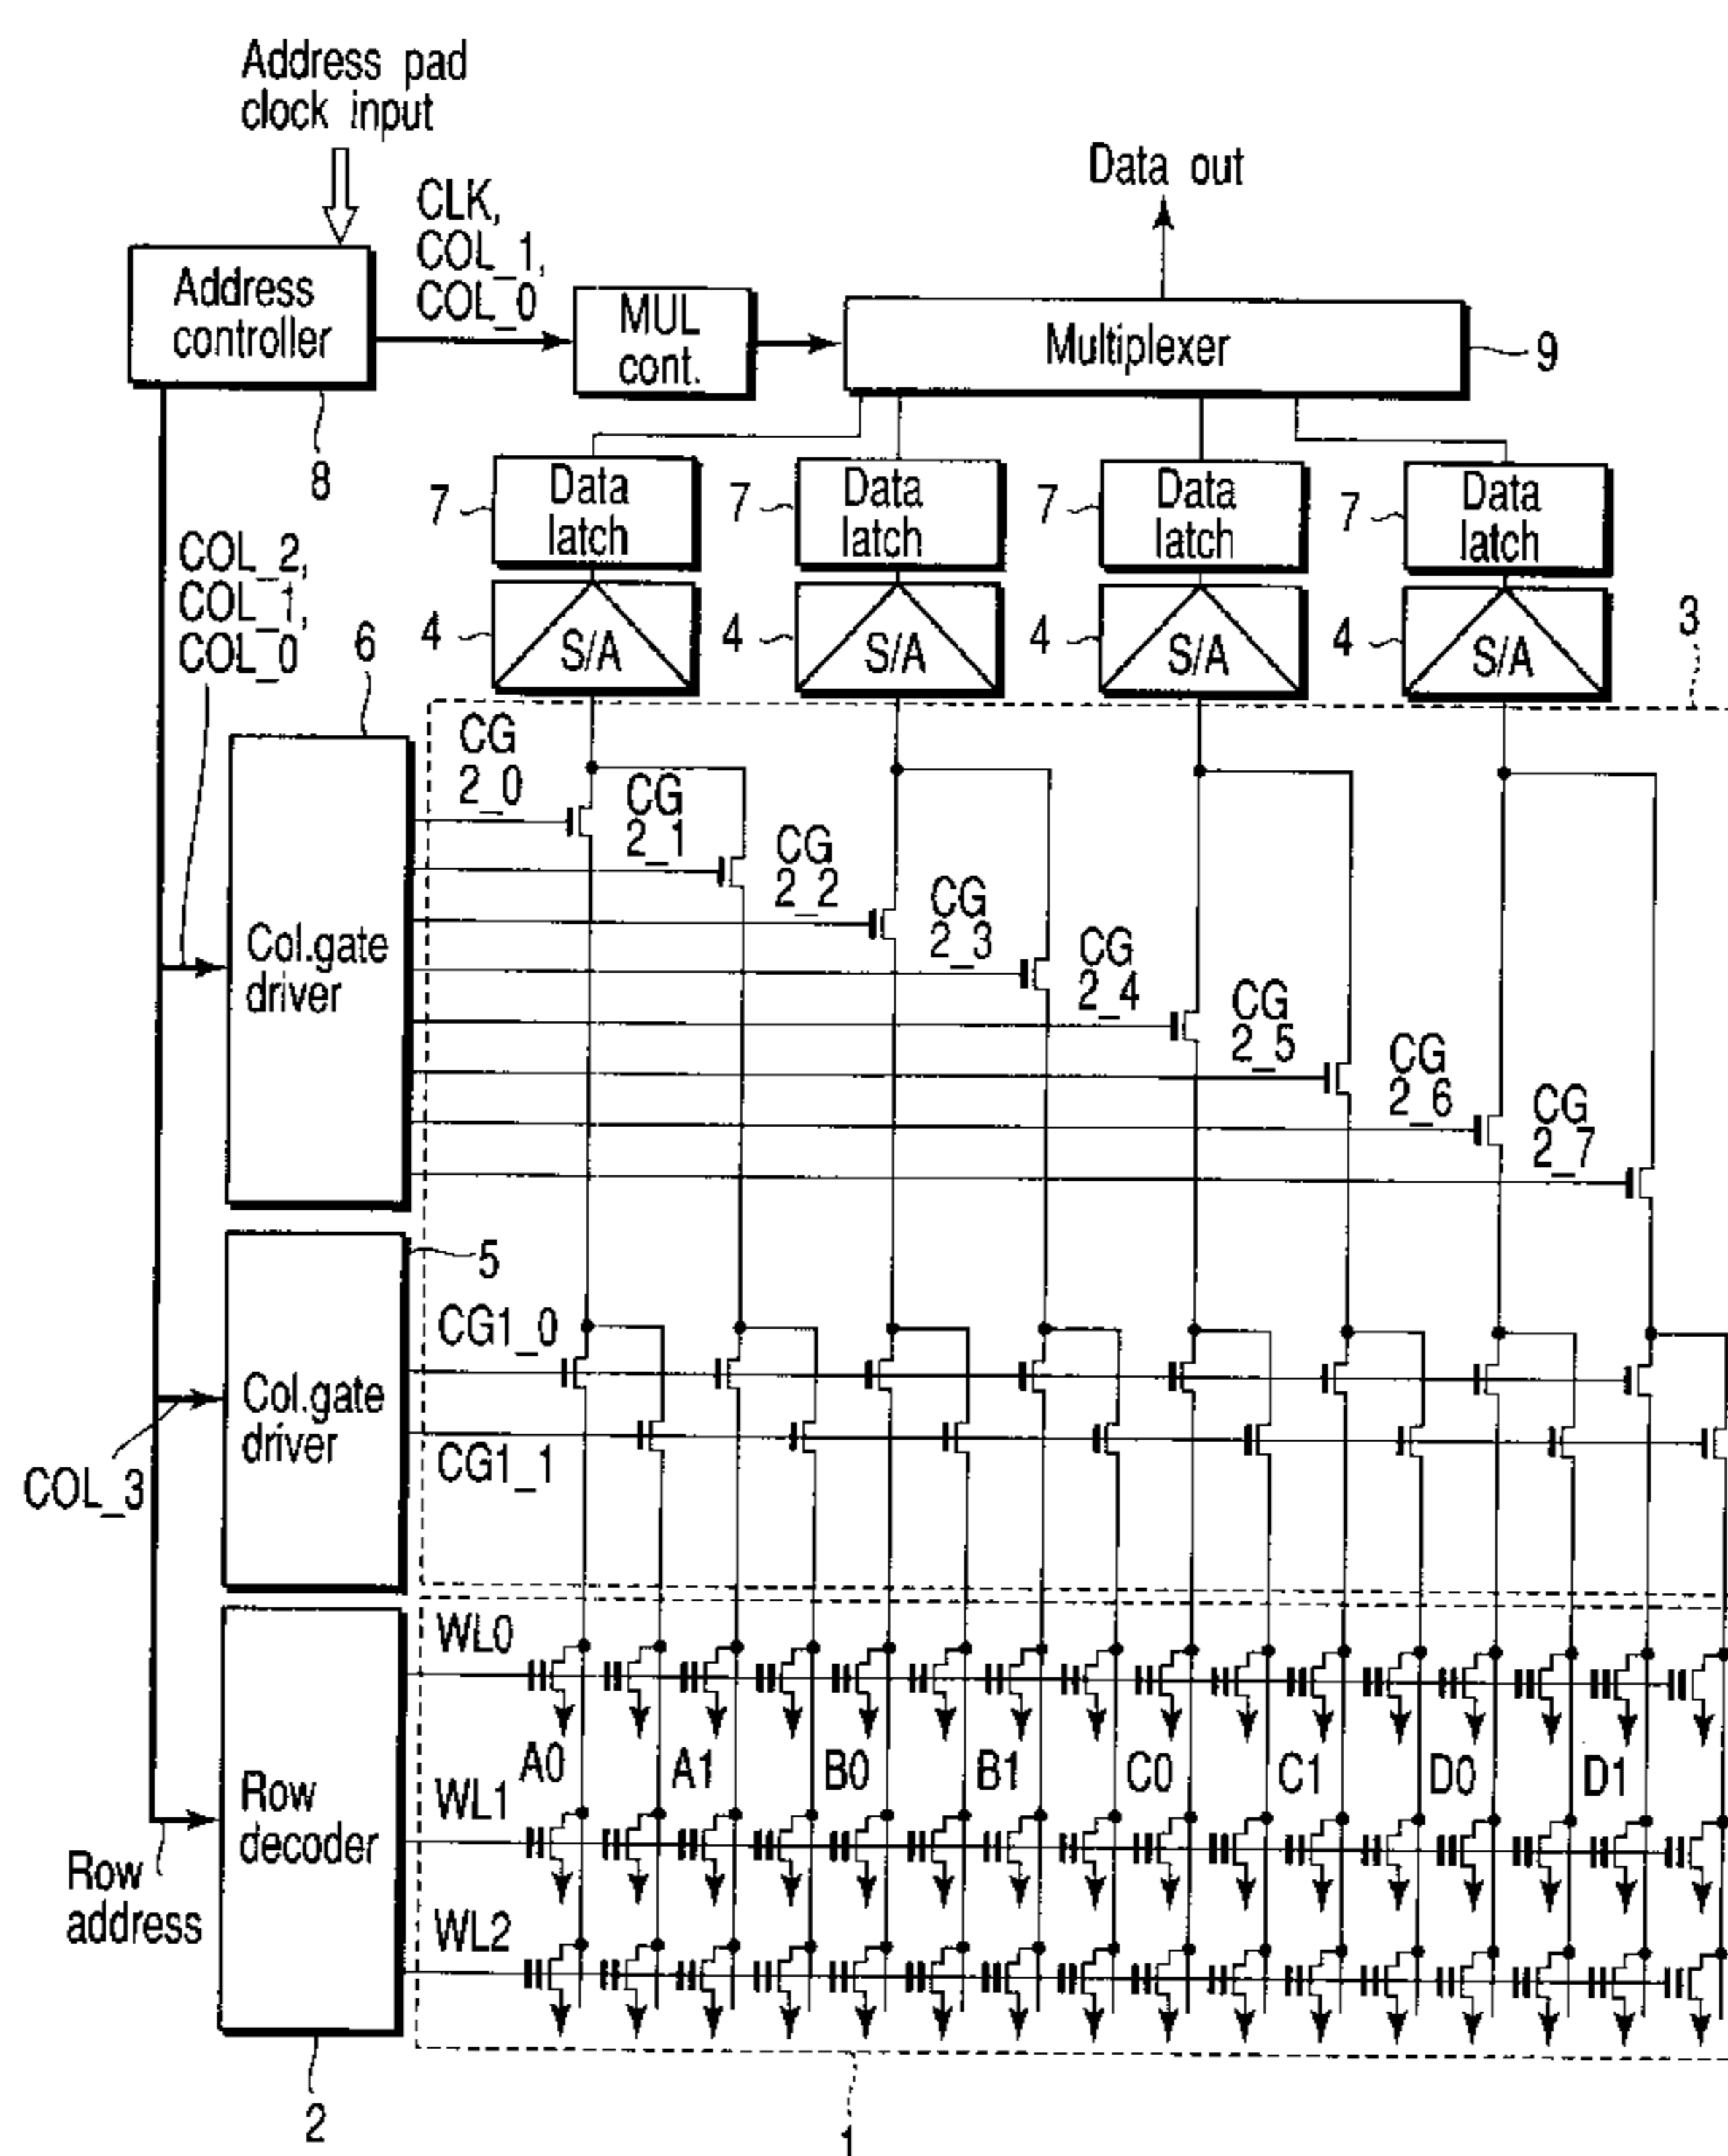 Address pad
clock input
CLK,
COL_1,
COL_0
Data out
Address
controller
MUL
cont.
Multiplexer
9
8
7
Data
latch
7
Data
latch
7
Data
latch
7
Data
latch
COL_2,
COL_1,
COL_0
6
4
S/A
4
S/A
4
S/A
4
S/A
3
CG
2_0
CG
2_1
CG
2_2
CG
2_3
CG
2_4
CG
2_5
CG
2_6
CG
2_7
Col.gate
driver
5
CG1_0
Col.gate
driver
CG1_1
COL_3
WL0
A0
A1
B0
B1
C0
C1
D0
D1
WL1
Row
decoder
Row
address
WL2
2
1